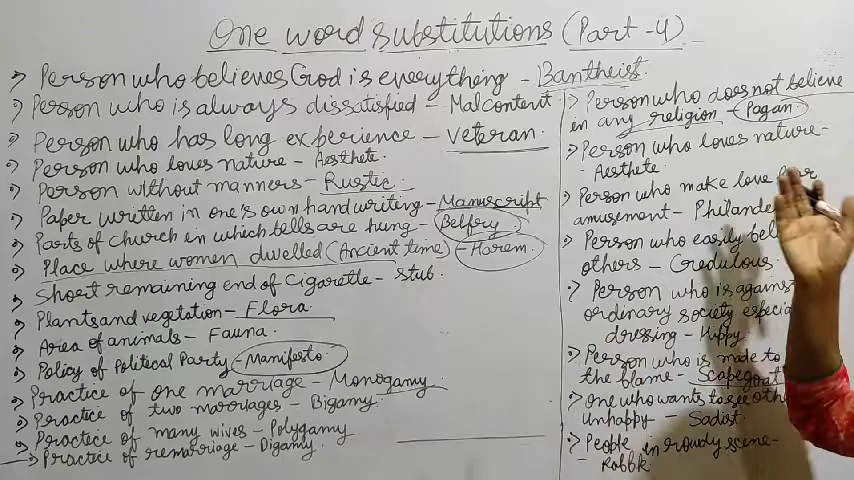 One word substitutions (Part -4)
Person who believes God is everything - Bantheist.
Person who is always dissatisfied - Malcontent
Person who has long experience - Veteran.
Person who loves nature - Aesthete.
Person without manners - Rustic
Paper written in one's own handwriting - Manuscript
Parts of church in which tells are hung - Belfry
Place where women dwelled (Ancient time) - Harem.
Short remaining end of Cigarette - Stub.
Plants and vegetation - Flora.
Area of animals - Fauna.
Policy of Political Party - Manifesto.
Practice of one marriage - Monogamy
Practice of two marriages - Bigamy.
Practice of many wives - Polygamy
Practice of remarriage - Digamy.
Person who does not believe
in any religion - Pagan
Person who loves nature -
- Aesthete.
Person who make love for
amusement -
Person who easily
others - Credulous.
Person who is against
ordinary society
dressing - Hippy
Person who is made to
the blame - Scapegoat
One who wants to see
unhappy - Sadist.
People in rowdy scene -
- Rabble.